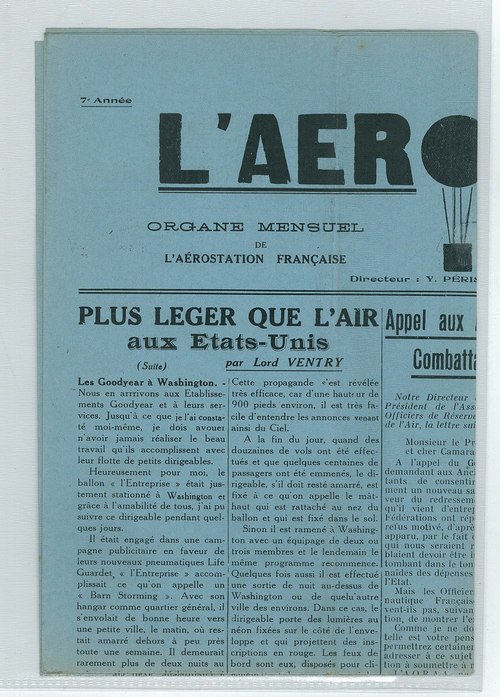 7e Année
L'AERO
ORGANE MENSUEL
DE
L'AÉROSTATION FRANÇAISE
Directeur : Y. PÉRI
PLUS LEGER QUE L'AIR
aux Etats-Unis
(Suite) par Lord VENTRY
Les Goodyear à Washington. -
Nous en arrrivons aux Etablisse-
ments Goodyear et à leurs ser-
vices. Jusqu'à ce que je l'ai consta-
té moi-même, je dois avouer
n'avoir jamais réaliser le beau
travail qu'ils accomplissent avec
leur flotte de petits dirigeables.
Heureusement pour moi, le
ballon « l'Entreprise » était jus-
tement stationné à Washington et
grâce à l'amabilité de tous, j'ai pu
suivre ce dirigeable pendant quel-
ques jours.
Il était engagé dans une cam-
pagne publicitaire en faveur de
leurs nouveaux pneumatiques Life
Guardet, « l'Entreprise » accom-
plissait ce qu'on appelle un
« Barn Storming ». Avec son
hangar comme quartier général, il
s'envolait de bonne heure vers
une petite ville, le matin, où res-
tait amarré dehors à peu près
toute une semaine. Il demeurait
rarement plus de deux nuits au
Cette propagande s'est révélée
très efficace, car d'une hauteur de
900 pieds environ, il est très fa-
cile d'entendre les annonces venant
ainsi du Ciel.
A la fin du jour, quand des
douzaines de vols ont été effec-
tués et que quelques centaines de
passagers ont été emmenés, le di-
rigeable, s'il doit resté amarré, est
fixé à ce qu'on appelle le mât-
haut qui est rattaché au nez du
ballon et qui est fixé dans le sol.
Sinon il est ramené à Washing-
ton avec un équipage de deux ou
trois membres et le lendemain le
même programme recommence.
Quelques fois aussi il est effectué
une sortie de nuit au-dessus de
Washington ou de quelu'autre
ville des environs. Dans ce cas, le
dirigeable porte des lumières au
néon fixées sur le côté de l'enve-
loppe et qui projettent des ins-
criptions en rouge. Les feux de
bord sont eux, disposés pour di-
Appel aux
Combatta
Notre Directeur
Président de l'Ass
Officiers de Réserve
de l'Air, la lettre sui
Monsieur le Pr
et cher Camara
A l'appel du G
demandant aux Anci
tants de consentir
ment un nouveau sa
veur du redressem
qu'il vient d'entrep
Fédérations ont rép
refus motivé, d'aprè
apparu, par le fait
qui nous seraient r
blaient devoir être i
tombant dans le ton
naïdes des dépenses
l'Etat.
Mais les Officier
nautique Française
vent-ils pas, suivan
tion, de montrer l'e
Comme je ne do
telle est votre pens
permettrez certainer
adresser à ce sujet
tion à soumettre à